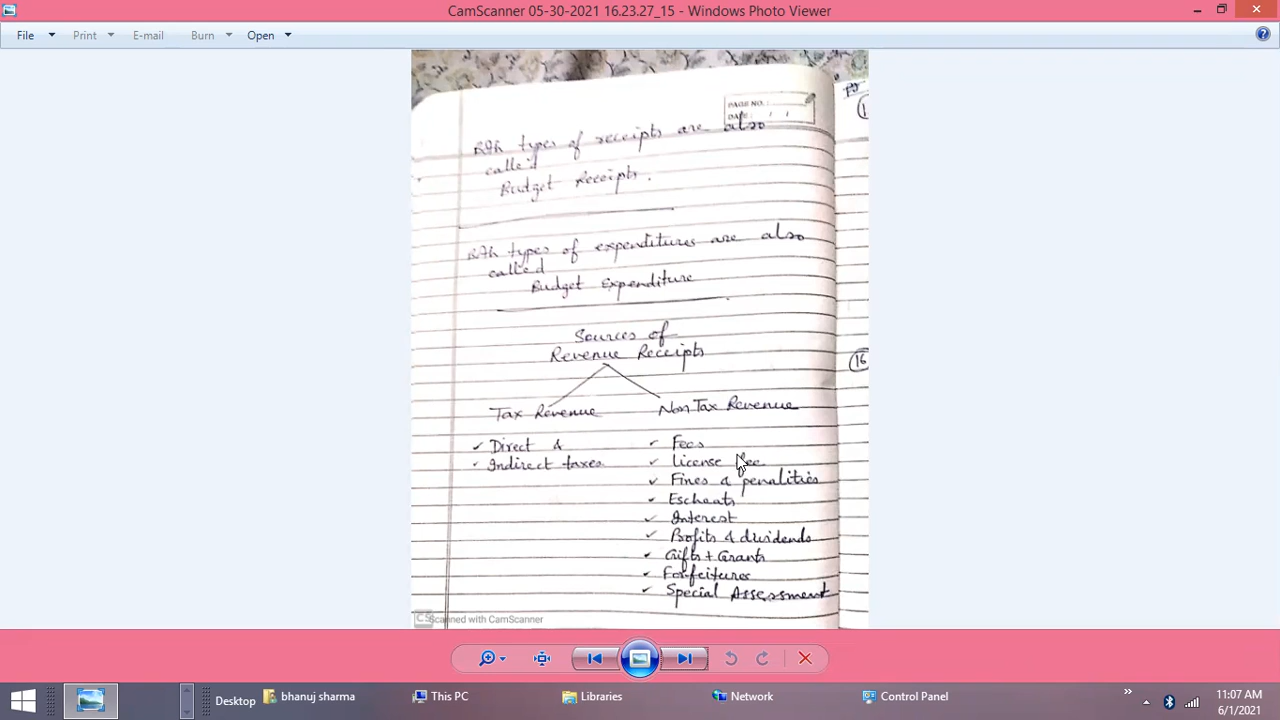 CamScanner 05-30-2021 16.23.27_15 - Windows Photo Viewer
File Print E-mail Burn Open
PAGE NO.:
DATE: / /
types of receipts are also
called
Budget Receipts.
types of expenditures are also
called
Budget Expenditure
Sources of
Revenue Receipts
Tax Revenue Non Tax Revenue
✓ Direct & ✓ Fees
✓ Indirect taxes ✓ License Fee
✓ Fines & penalities
✓ Escheats
✓ Interest
✓ Profits & dividends
✓ Gifts + Grants
✓ Forfeitures
✓ Special Assessment
16
CS Scanned with CamScanner
Desktop bhanuj sharma This PC Libraries Network Control Panel
11:07 AM
6/1/2021